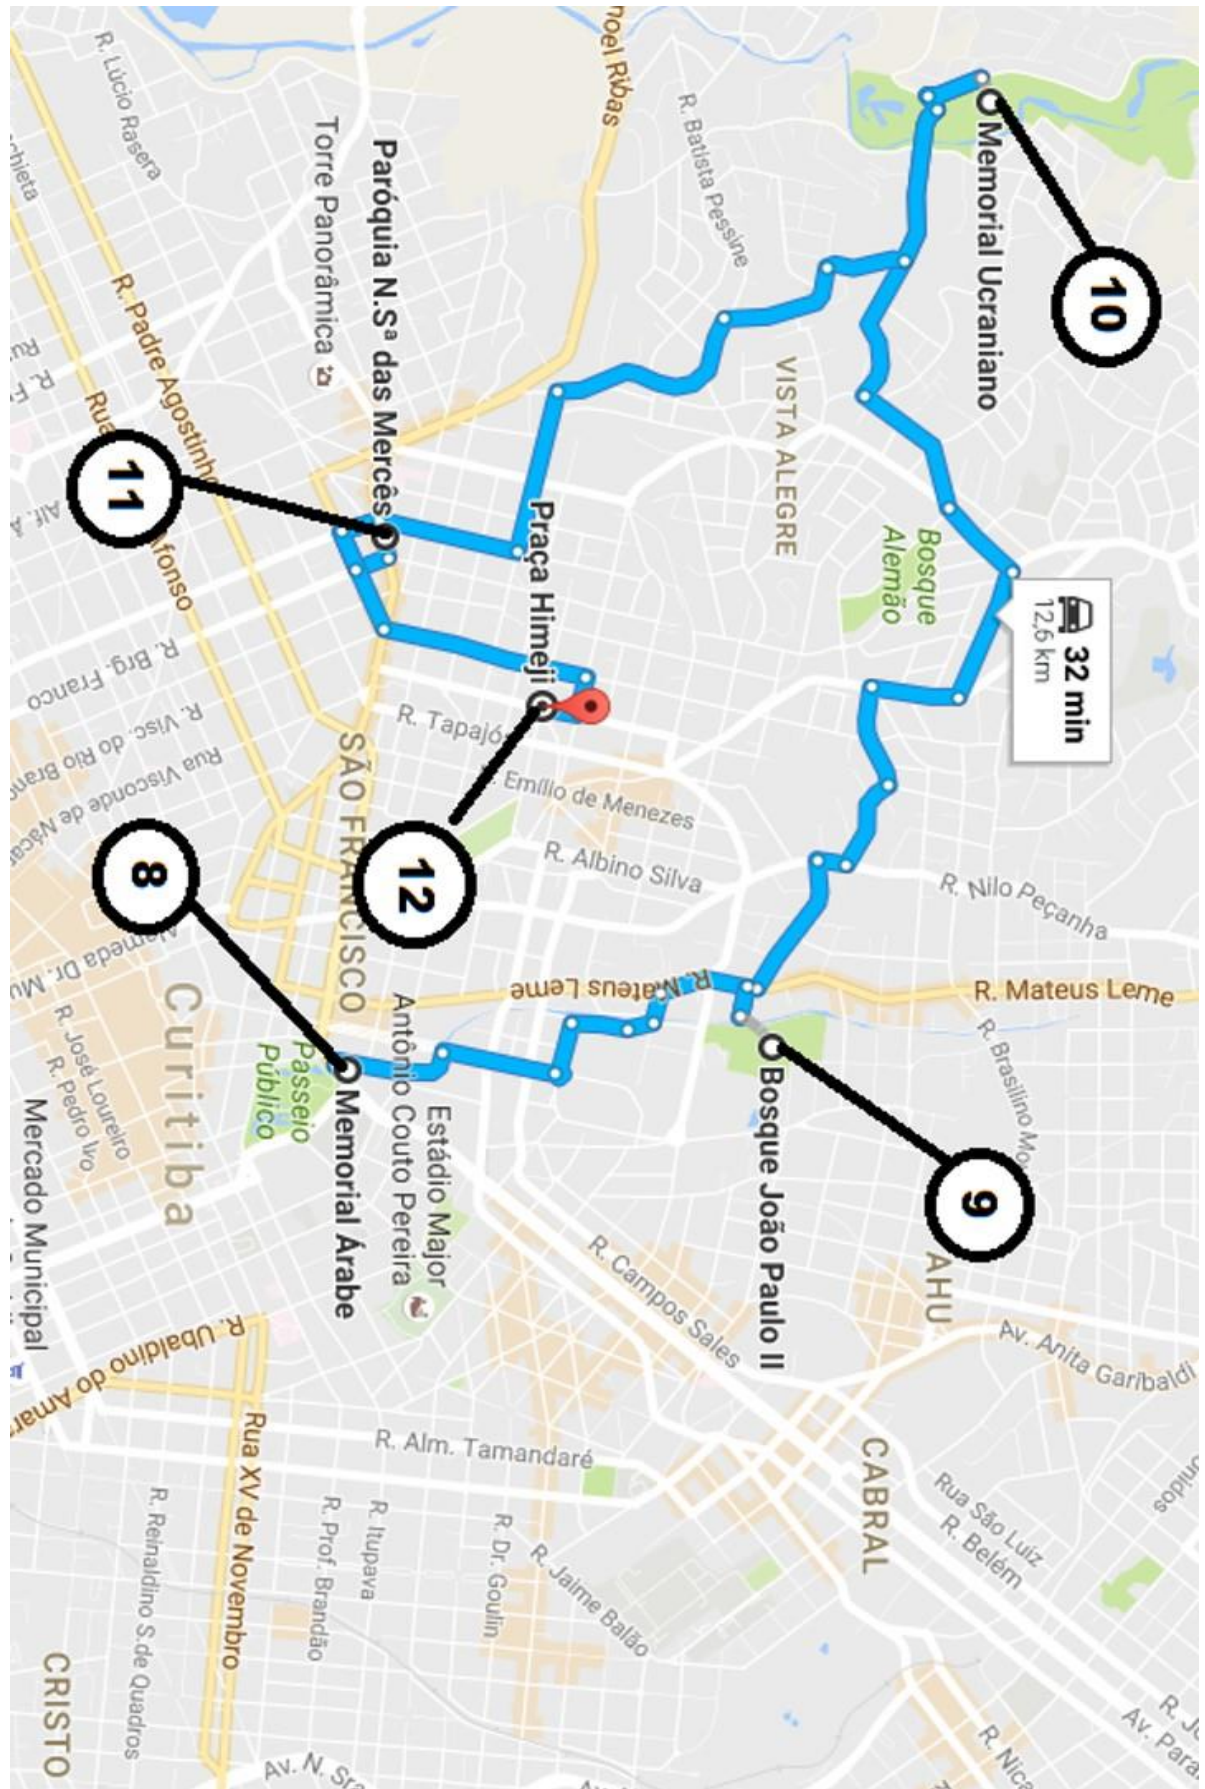 noel Ribas
R. Lúcio Rasera
R. Batista Pessine
Torre Panorâmica
Paróquia N.Sª das Mercês
Memorial Ucraniano
10
R. Padre Agostinho
VISTA ALEGRE
11
Praça Himeji
Bosque
Alemão
32 min
12,6 km
R. Brg. Franco
R. Visc. do Rio Branc
Rua Visconde de Nácar
R. Tapajós
Emílio de Menezes
R. Albino Silva
R. Nilo Peçanha
SÃO FRANCISCO
8
12
Alameda Dr. Mu
R. Mateus Leme
R. Mateus Leme
R. José Loureiro
R. Pedro Ivo
Curitiba
Passeio
Público
Memorial Árabe
Estádio Major
Antônio Couto Pereira
Bosque João Paulo II
9
R. Brasilino Mo
AHU
Mercado Municipal
R. Ubaldino do Amar
R. Campos Sales
Av. Anita Garibaldi
Rua XV de Novembro
R. Alm. Tamandaré
CABRAL
Rua São Luiz
R. Belém
R. Reinaldino S.de Quadros
R. Prof. Brandão
R. Itupava
R. Dr. Goulin
R. Jaime Balão
CRISTO
Av. N. Sra
R. Nica
Av. Para